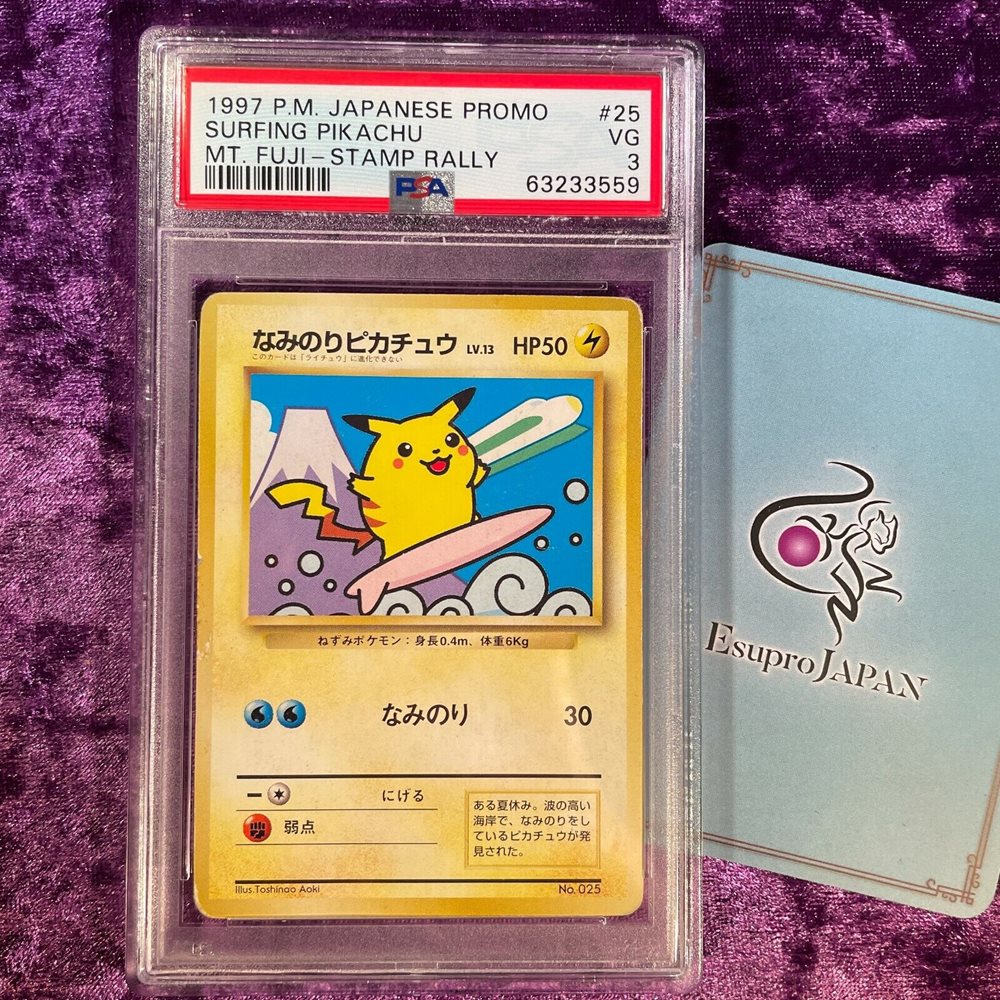 1997 P.M. JAPANESE PROMO #25
SURFING PIKACHU VG
MT. FUJI-STAMP RALLY 3
PSA 63233559
なみのりピカチュウ LV.13 HP50
このカードは「ライチュウ」に進化できない
ねずみポケモン：身長0.4m、体重6Kg
なみのり 30
にげる
弱点
ある夏休み。波の高い
海岸で、なみのりをし
ているピカチュウが発
見された。
Illus.Toshinao Aoki No.025
EsuproJAPAN